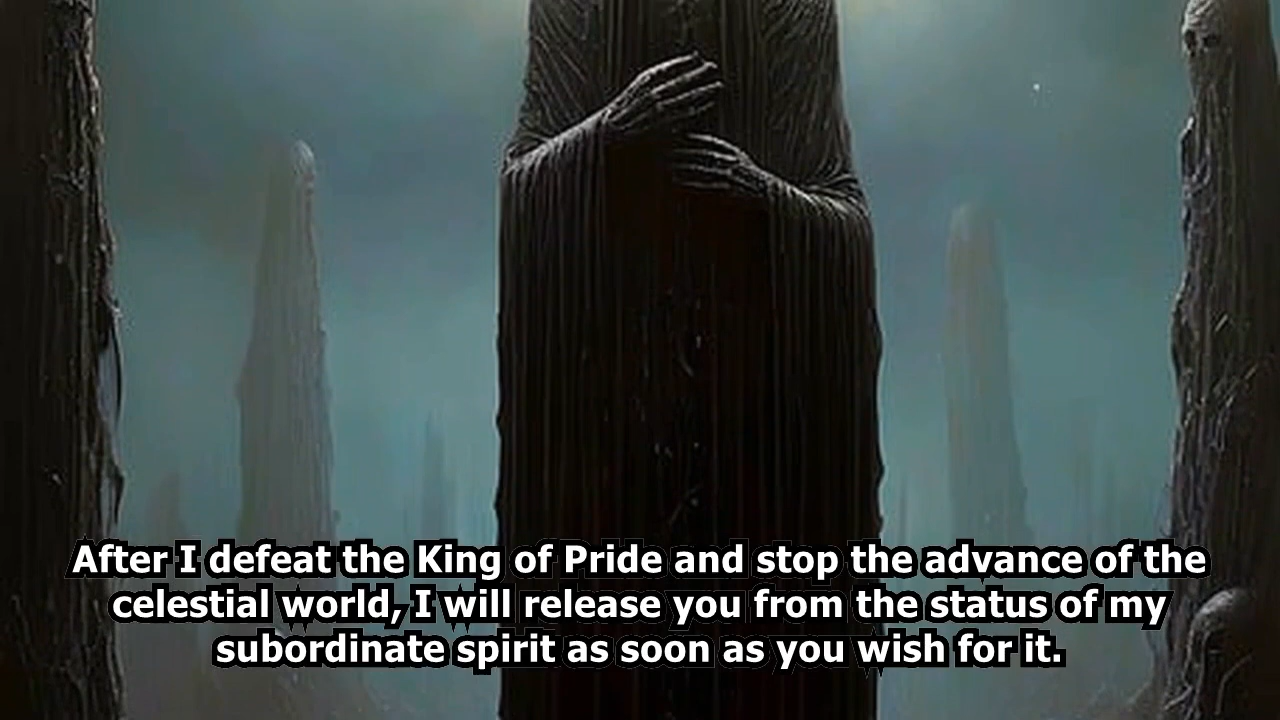 After I defeat the King of Pride and stop the advance of the
celestial world, I will release you from the status of my
subordinate spirit as soon as you wish for it.